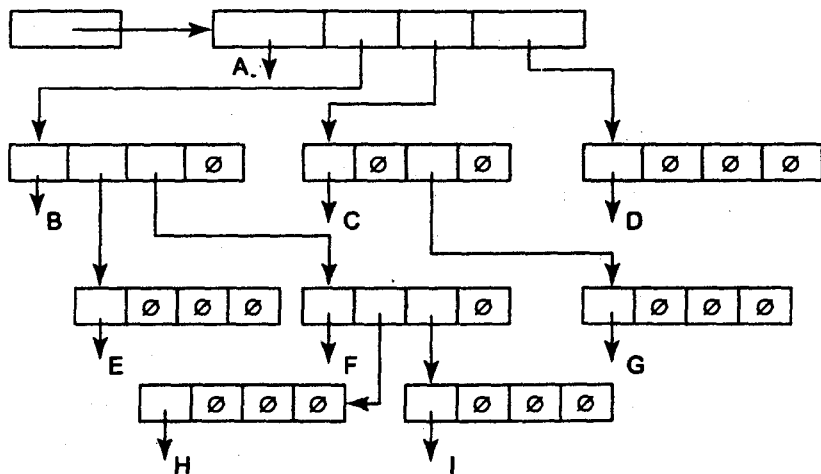 A.
Ø Ø Ø Ø Ø Ø
B C D
Ø Ø Ø Ø Ø Ø Ø
E F G
Ø Ø Ø Ø Ø Ø
H I